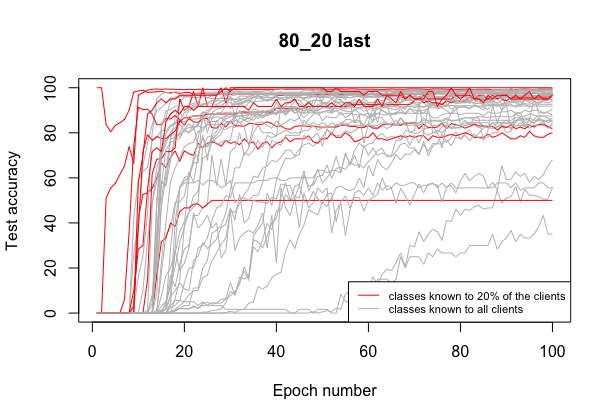 80_20 last
Test accuracy
100
80
60
40
20
0
classes known to 20% of the clients
classes known to all clients
0 20 40 60 80 100
Epoch number